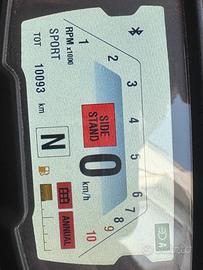 RPM x1000
SPORT
TOT 10093 km
1
2
3
4
5
6
7
8
9
10
N
SIDE
STAND
0
km/h
ANNUAL
A